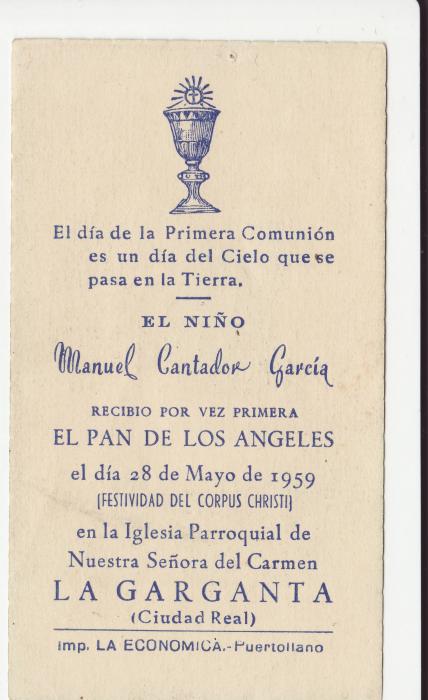 El día de la Primera Comunión
es un día del Cielo que se
pasa en la Tierra.
EL NIÑO
Manuel Cantador García
RECIBIO POR VEZ PRIMERA
EL PAN DE LOS ANGELES
el día 28 de Mayo de 1959
(FESTIVIDAD DEL CORPUS CHRISTI)
en la Iglesia Parroquial de
Nuestra Señora del Carmen
LA GARGANTA
(Ciudad Real)
Imp. LA ECONOMICA.-Puertollano